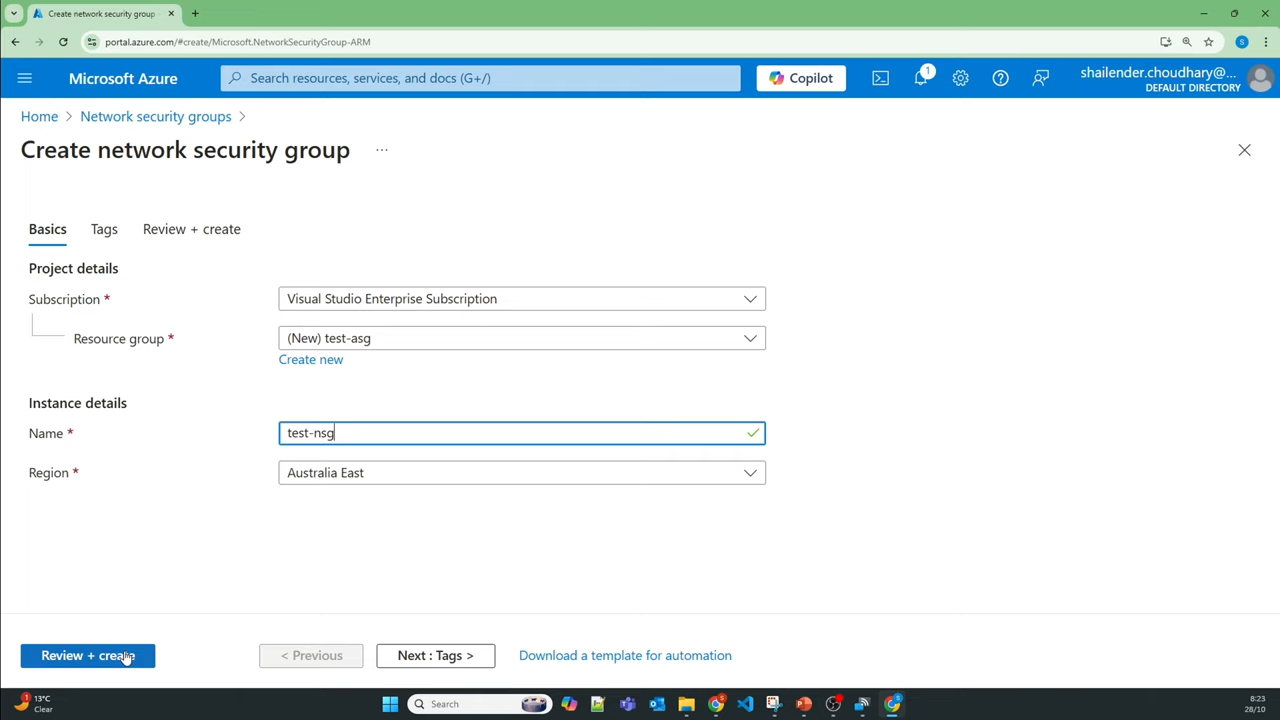 Create network security group
portal.azure.com/#create/Microsoft.NetworkSecurityGroup-ARM
Microsoft Azure
Search resources, services, and docs (G+/)
Copilot
1
shailender.choudhary@...
DEFAULT DIRECTORY
Home > Network security groups >
Create network security group ...
Basics Tags Review + create
Project details
Subscription *
Visual Studio Enterprise Subscription
Resource group *
(New) test-asg
Create new
Instance details
Name *
test-nsg
Region *
Australia East
Review + create
< Previous
Next : Tags >
Download a template for automation
1
13°C
Clear
Search
8:23
28/10